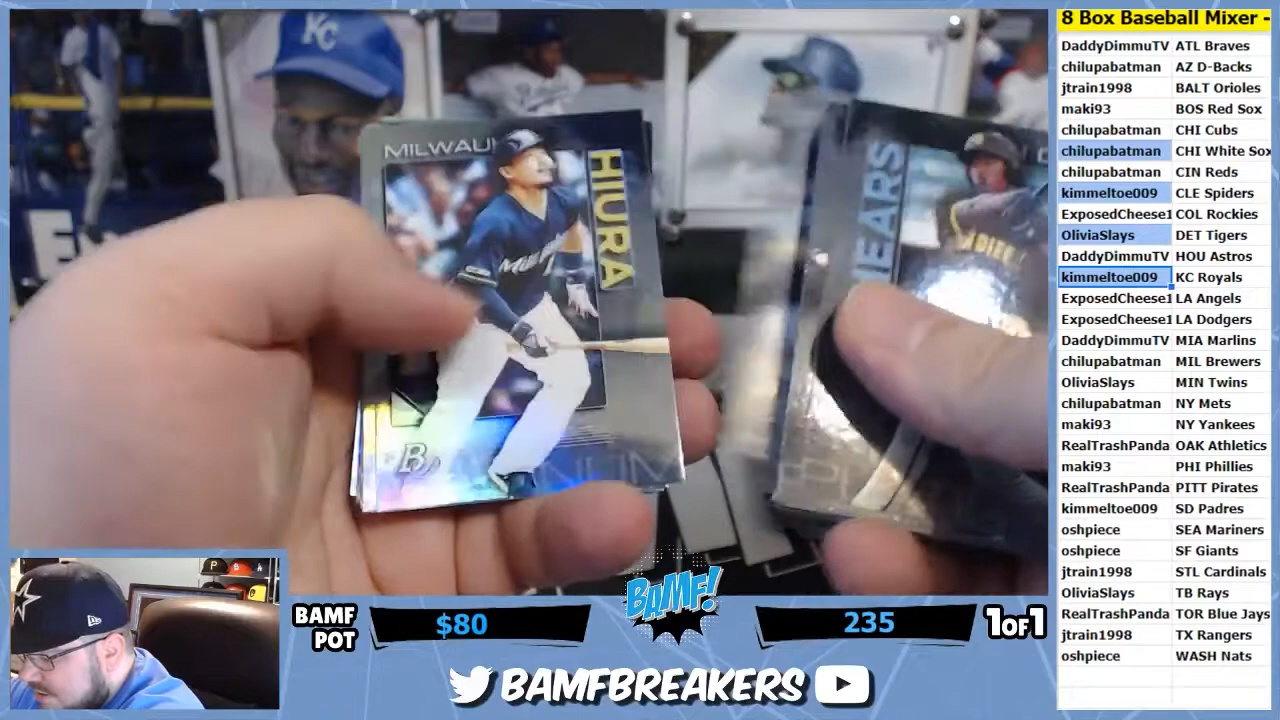 8 Box Baseball Mixer -
DaddyDimmuTV ATL Braves
chilupabatman AZ D-Backs
jtrain1998 BALT Orioles
maki93 BOS Red Sox
chilupabatman CHI Cubs
chilupabatman CHI White Sox
chilupabatman CIN Reds
kimmeltoe009 CLE Spiders
ExposedCheese1 COL Rockies
OliviaSlays DET Tigers
DaddyDimmuTV HOU Astros
kimmeltoe009 KC Royals
ExposedCheese1 LA Angels
ExposedCheese1 LA Dodgers
DaddyDimmuTV MIA Marlins
chilupabatman MIL Brewers
OliviaSlays MIN Twins
chilupabatman NY Mets
maki93 NY Yankees
RealTrashPanda OAK Athletics
maki93 PHI Phillies
RealTrashPanda PITT Pirates
kimmeltoe009 SD Padres
oshpiece SEA Mariners
oshpiece SF Giants
jtrain1998 STL Cardinals
OliviaSlays TB Rays
RealTrashPanda TOR Blue Jays
jtrain1998 TX Rangers
oshpiece WASH Nats
KC
MILWAU
HIURA
B
EARS
BAMF POT
$80
BAMF!
235
1OF1
BAMFBREAKERS